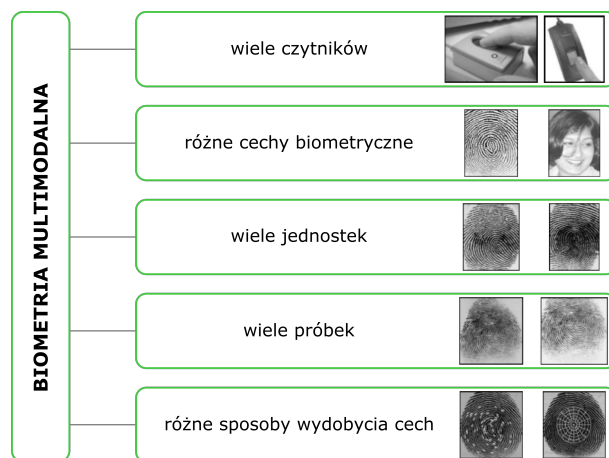 BIOMETRIA MULTIMODALNA
wiele czytników
różne cechy biometryczne
wiele jednostek
wiele próbek
różne sposoby wydobycia cech